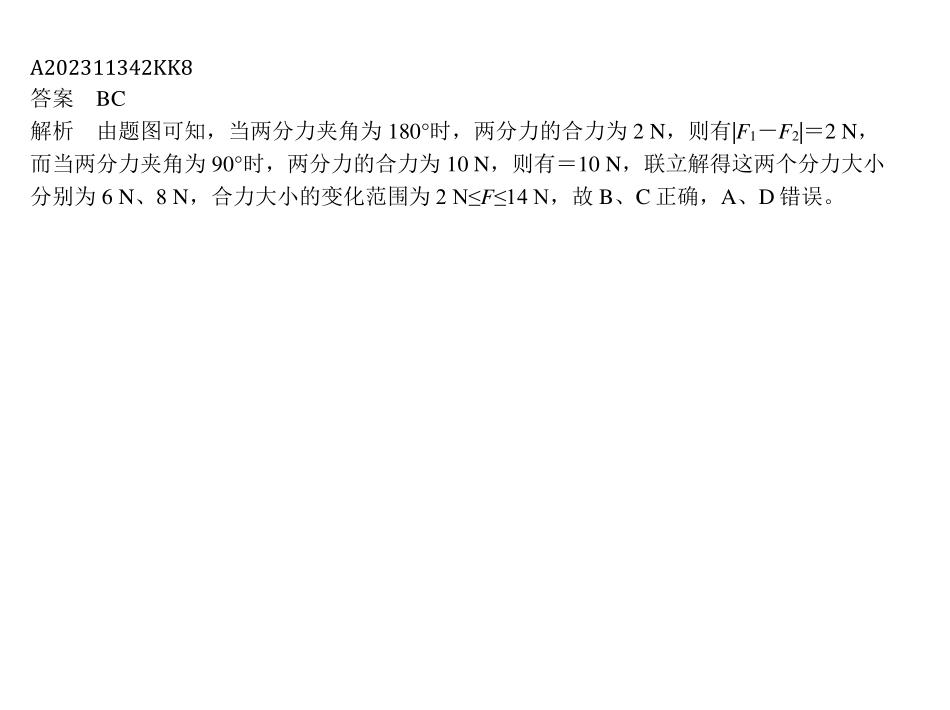 A202311342KK8
答案　BC
解析　由题图可知，当两分力夹角为 180°时，两分力的合力为 2 N，则有|F₁－F₂|＝2 N，
而当两分力夹角为 90°时，两分力的合力为 10 N，则有＝10 N，联立解得这两个分力大小
分别为 6 N、8 N，合力大小的变化范围为 2 N≤F≤14 N，故 B、C 正确，A、D 错误。